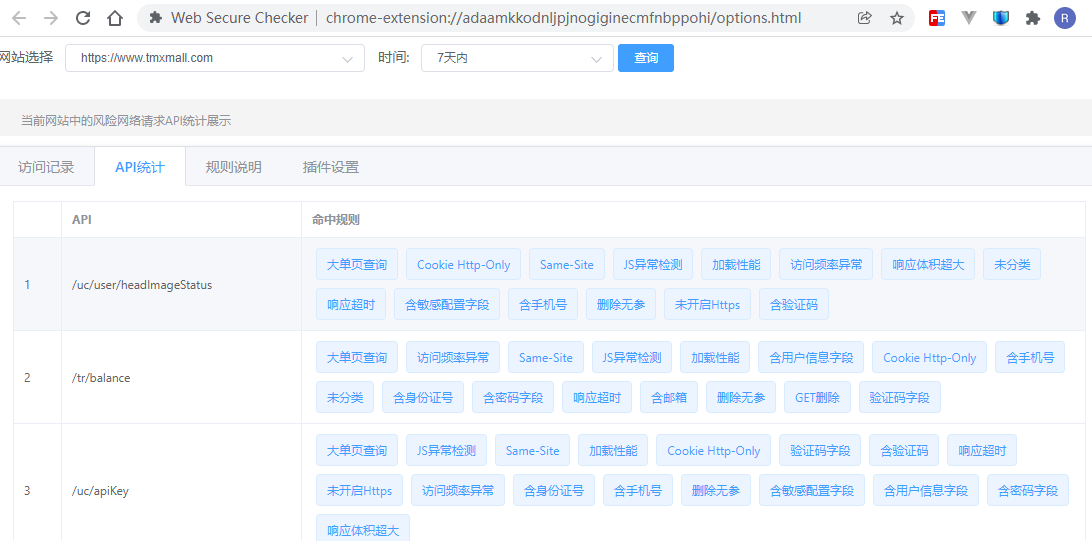 Web Secure Checker | chrome-extension://adaamkkodnljpjnogiginecmfnbppohi/options.html R
网站选择 https://www.tmxmall.com 时间: 7天内 查询
当前网站中的风险网络请求API统计展示
访问记录 API统计 规则说明 插件设置
API 命中规则
1 /uc/user/headImageStatus 大单页查询 Cookie Http-Only Same-Site JS异常检测 加载性能 访问频率异常 响应体积超大 未分类
响应超时 含敏感配置字段 含手机号 删除无参 未开启Https 含验证码
2 /tr/balance 大单页查询 访问频率异常 Same-Site JS异常检测 加载性能 含用户信息字段 Cookie Http-Only 含手机号
未分类 含身份证号 含密码字段 响应超时 含邮箱 删除无参 GET删除 验证码字段
3 /uc/apiKey 大单页查询 JS异常检测 Same-Site 加载性能 Cookie Http-Only 验证码字段 含验证码 响应超时
未开启Https 访问频率异常 含身份证号 含手机号 删除无参 含敏感配置字段 含用户信息字段 含密码字段
响应体积超大